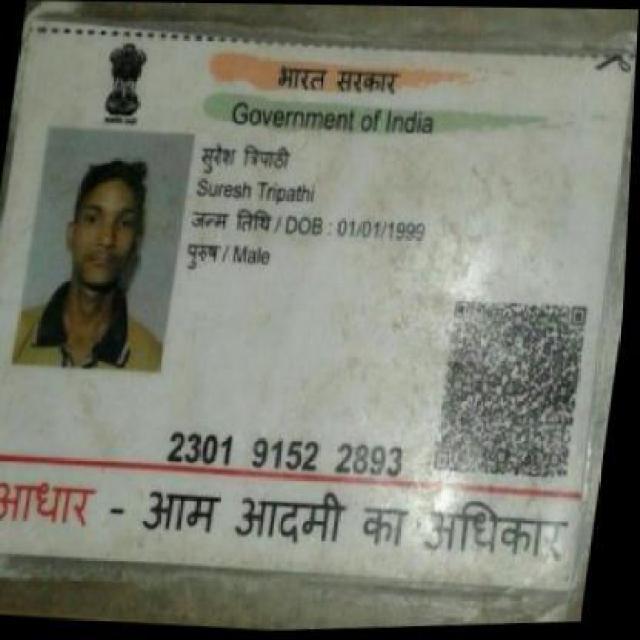 भारत सरकार
Government of India
सुरेश त्रिपाठी
Suresh Tripathi
जन्म तिथि / DOB : 01/01/1999
पुरुष / Male
2301 9152 2893
आधार - आम आदमी का अधिकार